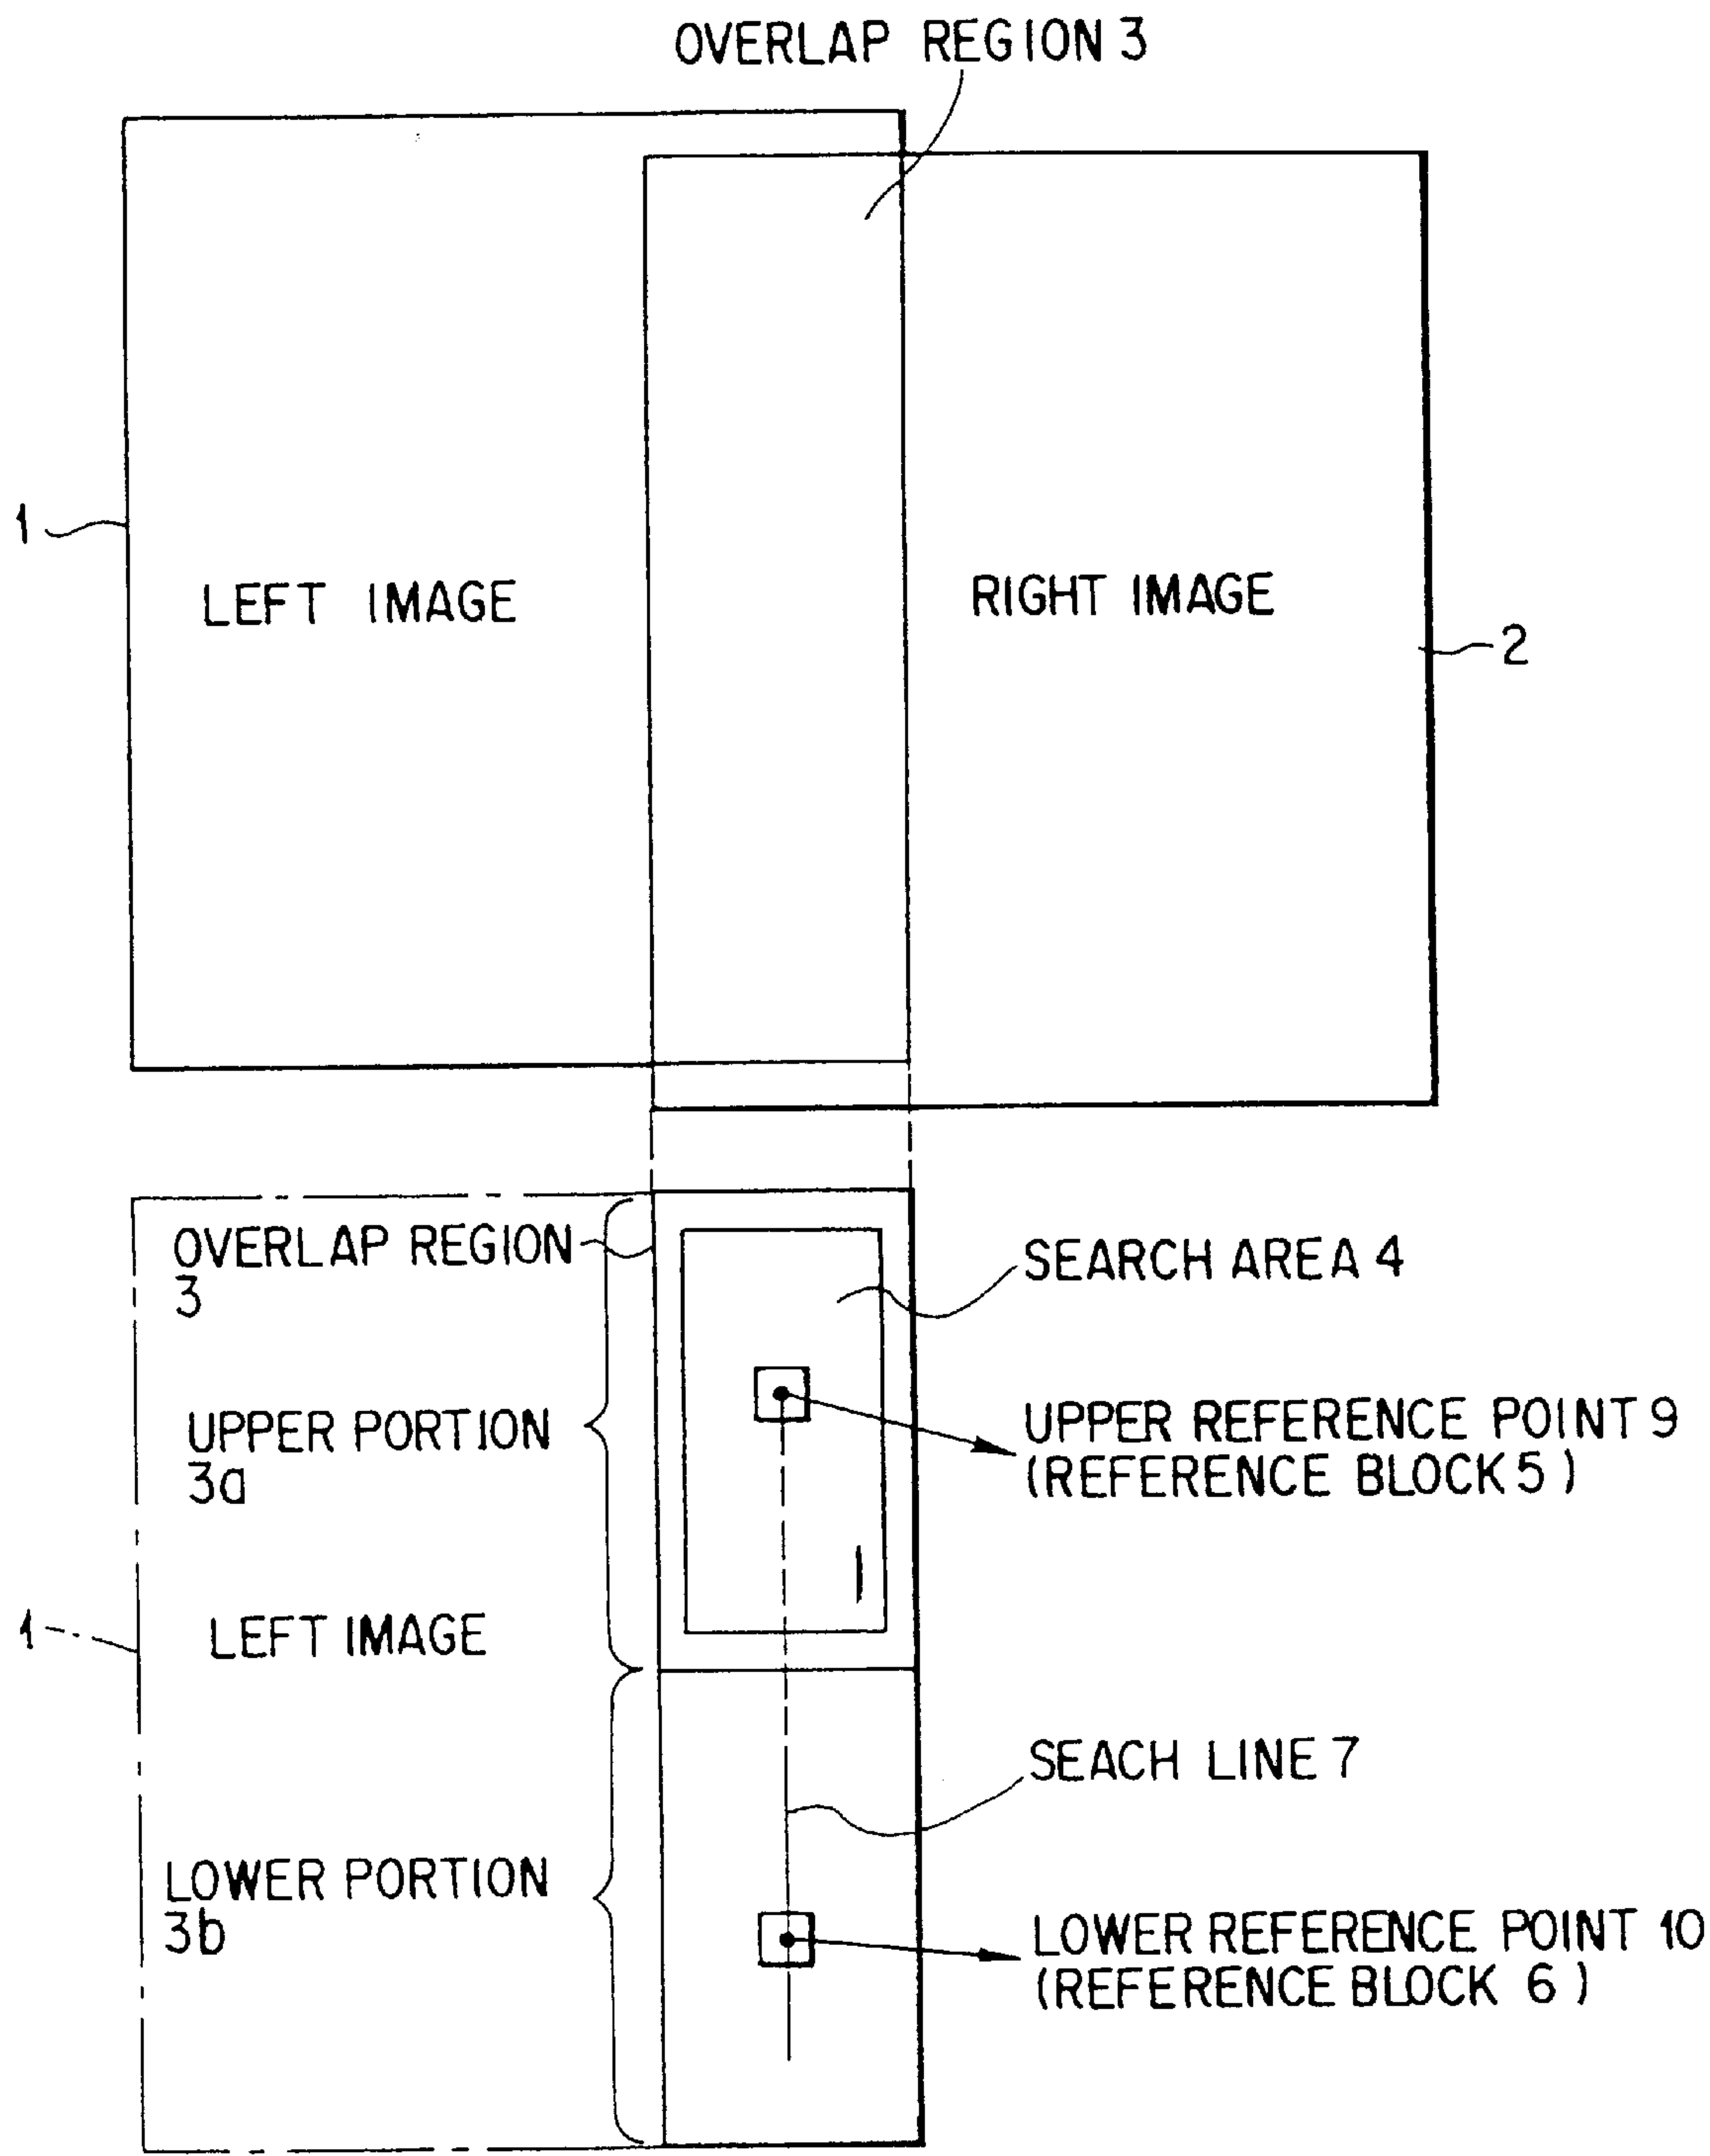 OVERLAP REGION 3
1
LEFT IMAGE
RIGHT IMAGE
2
OVERLAP REGION
3
SEARCH AREA 4
UPPER PORTION
3a
UPPER REFERENCE POINT 9
(REFERENCE BLOCK 5)
1
LEFT IMAGE
SEACH LINE 7
LOWER PORTION
3b
LOWER REFERENCE POINT 10
(REFERENCE BLOCK 6)